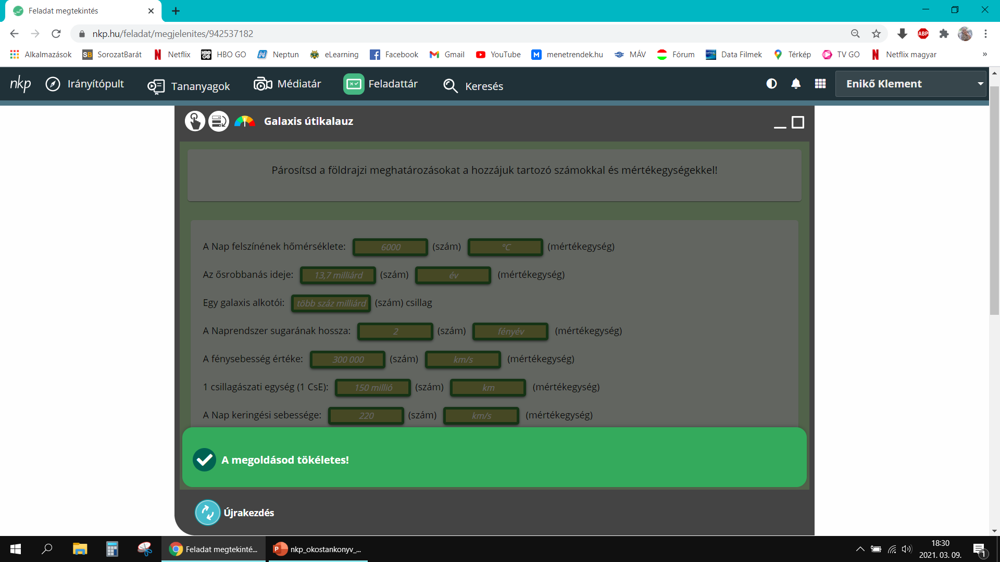 Feladat megtekintés
nkp.hu/feladat/megjelenites/942537182
ABP
Alkalmazások SB SorozatBarát Netflix HBO GO HBO GO Neptun eLearning Facebook Gmail YouTube M menetrendek.hu MÁV Fórum Data Filmek Térkép TV GO Netflix magyar »
nkp Irányítópult Tananyagok Médiatár Feladattár Keresés Enikő Klement
Galaxis útikalauz
Párosítsd a földrajzi meghatározásokat a hozzájuk tartozó számokkal és mértékegységekkel!
A Nap felszínének hőmérséklete: 6000 (szám) °C (mértékegység)
Az ősrobbanás ideje: 13,7 milliárd (szám) év (mértékegység)
Egy galaxis alkotói: több száz milliárd (szám) csillag
A Naprendszer sugarának hossza: 2 (szám) fényév (mértékegység)
A fénysebesség értéke: 300 000 (szám) km/s (mértékegység)
1 csillagászati egység (1 CsE): 150 millió (szám) km (mértékegység)
A Nap keringési sebessége: 220 (szám) km/s (mértékegység)
A megoldásod tökéletes!
Újrakezdés
Feladat megtekinté... P nkp_okostankonyv_... 18:30
2021. 03. 09. 1